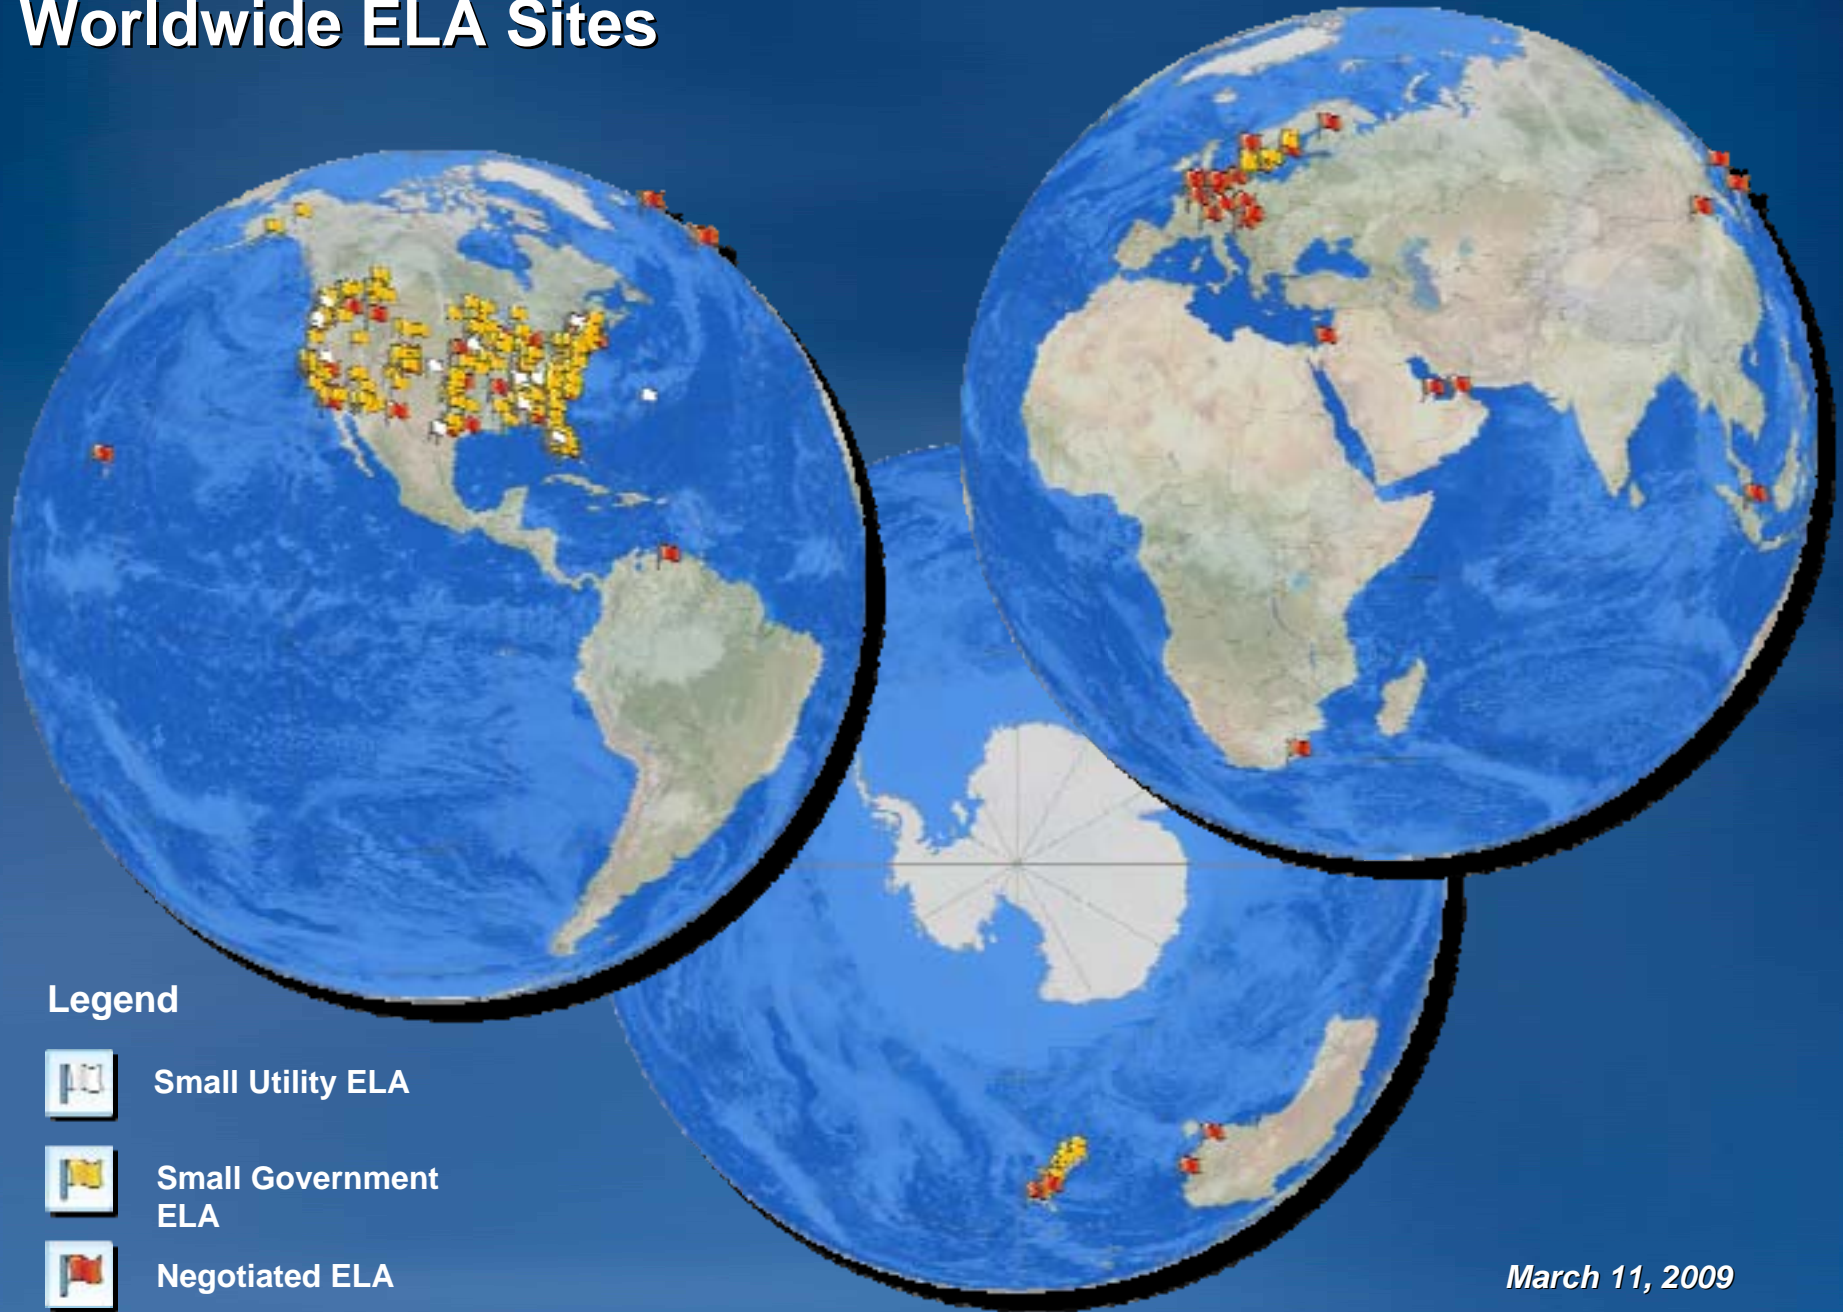 Worldwide ELA Sites
Legend
Small Utility ELA
Small Government
ELA
Negotiated ELA
March 11, 2009